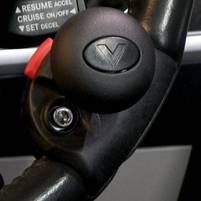 ▲RESUME ACCEL
CRUISE ON/OFF▸
▼SET DECEL
V